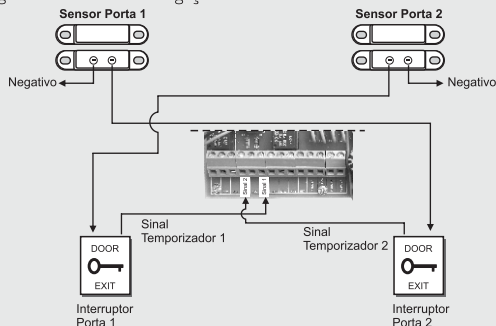 Sensor Porta 1
Sensor Porta 2
Negativo
Negativo
Sinal 2
Sinal 1
Sinal
Temporizador 1
Sinal
Temporizador 2
DOOR
EXIT
DOOR
EXIT
Interruptor
Porta 1
Interruptor
Porta 2